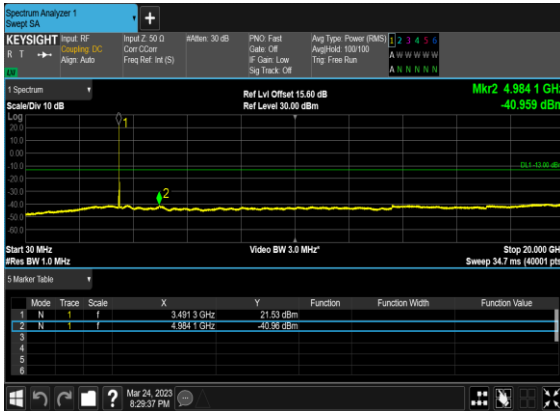 Spectrum Analyzer 1
Swept SA
+
KEYSIGHT
R T
LXI
Input: RF
Coupling: DC
Align: Auto
Input Z: 50 Ω
Corr CCorr
Freq Ref: Int (S)
#Atten: 30 dB
PNO: Fast
Gate: Off
IF Gain: Low
Sig Track: Off
Avg Type: Power (RMS)
Avg|Hold: 100/100
Trig: Free Run
1 2 3 4 5 6
A W W W W W
A N N N N N
1 Spectrum
Scale/Div 10 dB
Ref Lvl Offset 15.60 dB
Ref Level 30.00 dBm
Mkr2 4.984 1 GHz
-40.959 dBm
Log
20.0
10.0
0.00
-10.0
-20.0
-30.0
-40.0
-50.0
-60.0
1
2
DL1 -13.00 dBm
Start 30 MHz
#Res BW 1.0 MHz
Video BW 3.0 MHz*
Stop 20.000 GH
Sweep 34.7 ms (40001 pts
5 Marker Table
Mode Trace Scale X Y Function Function Width Function Value
1 N 1 f 3.491 3 GHz 21.53 dBm
2 N 1 f 4.984 1 GHz -40.96 dBm
3
4
5
6
?
Mar 24, 2023
8:29:37 PM